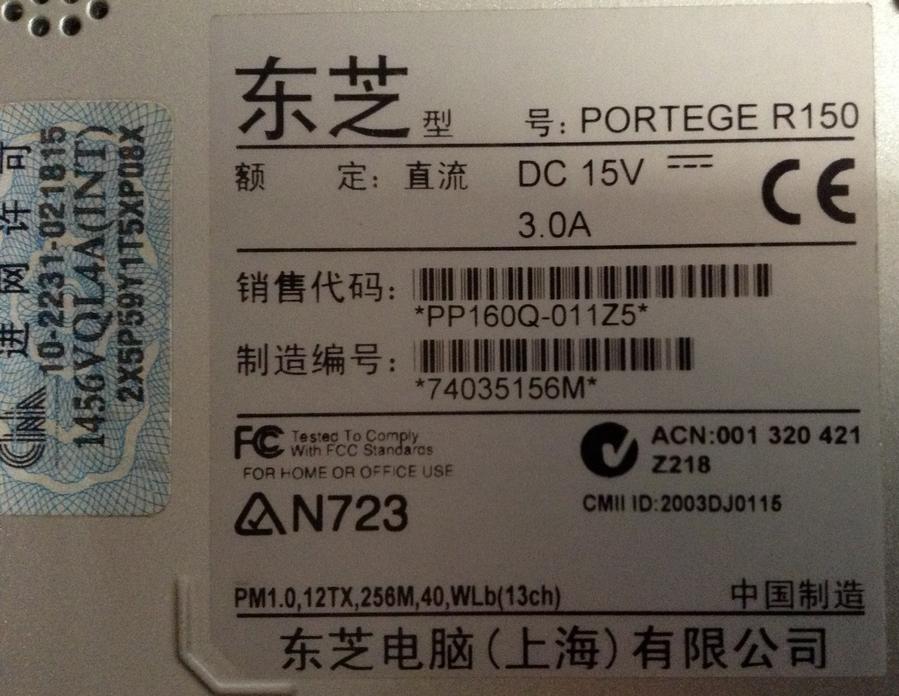 东芝 型 号: PORTEGE R150
额 定: 直流 DC 15V
3.0A
CE
销售代码:
*PP160Q-011Z5*
制造编号:
*74035156M*
FC Tested To Comply
With FCC Standards
FOR HOME OR OFFICE USE
N723
ACN:001 320 421
Z218
CMII ID:2003DJ0115
PM1.0,12TX,256M,40,WLb(13ch)
中国制造
东芝电脑(上海)有限公司
进网许可
10-2231-021815
1456VQL4A(INT)
2X5P59Y1T5XP08X